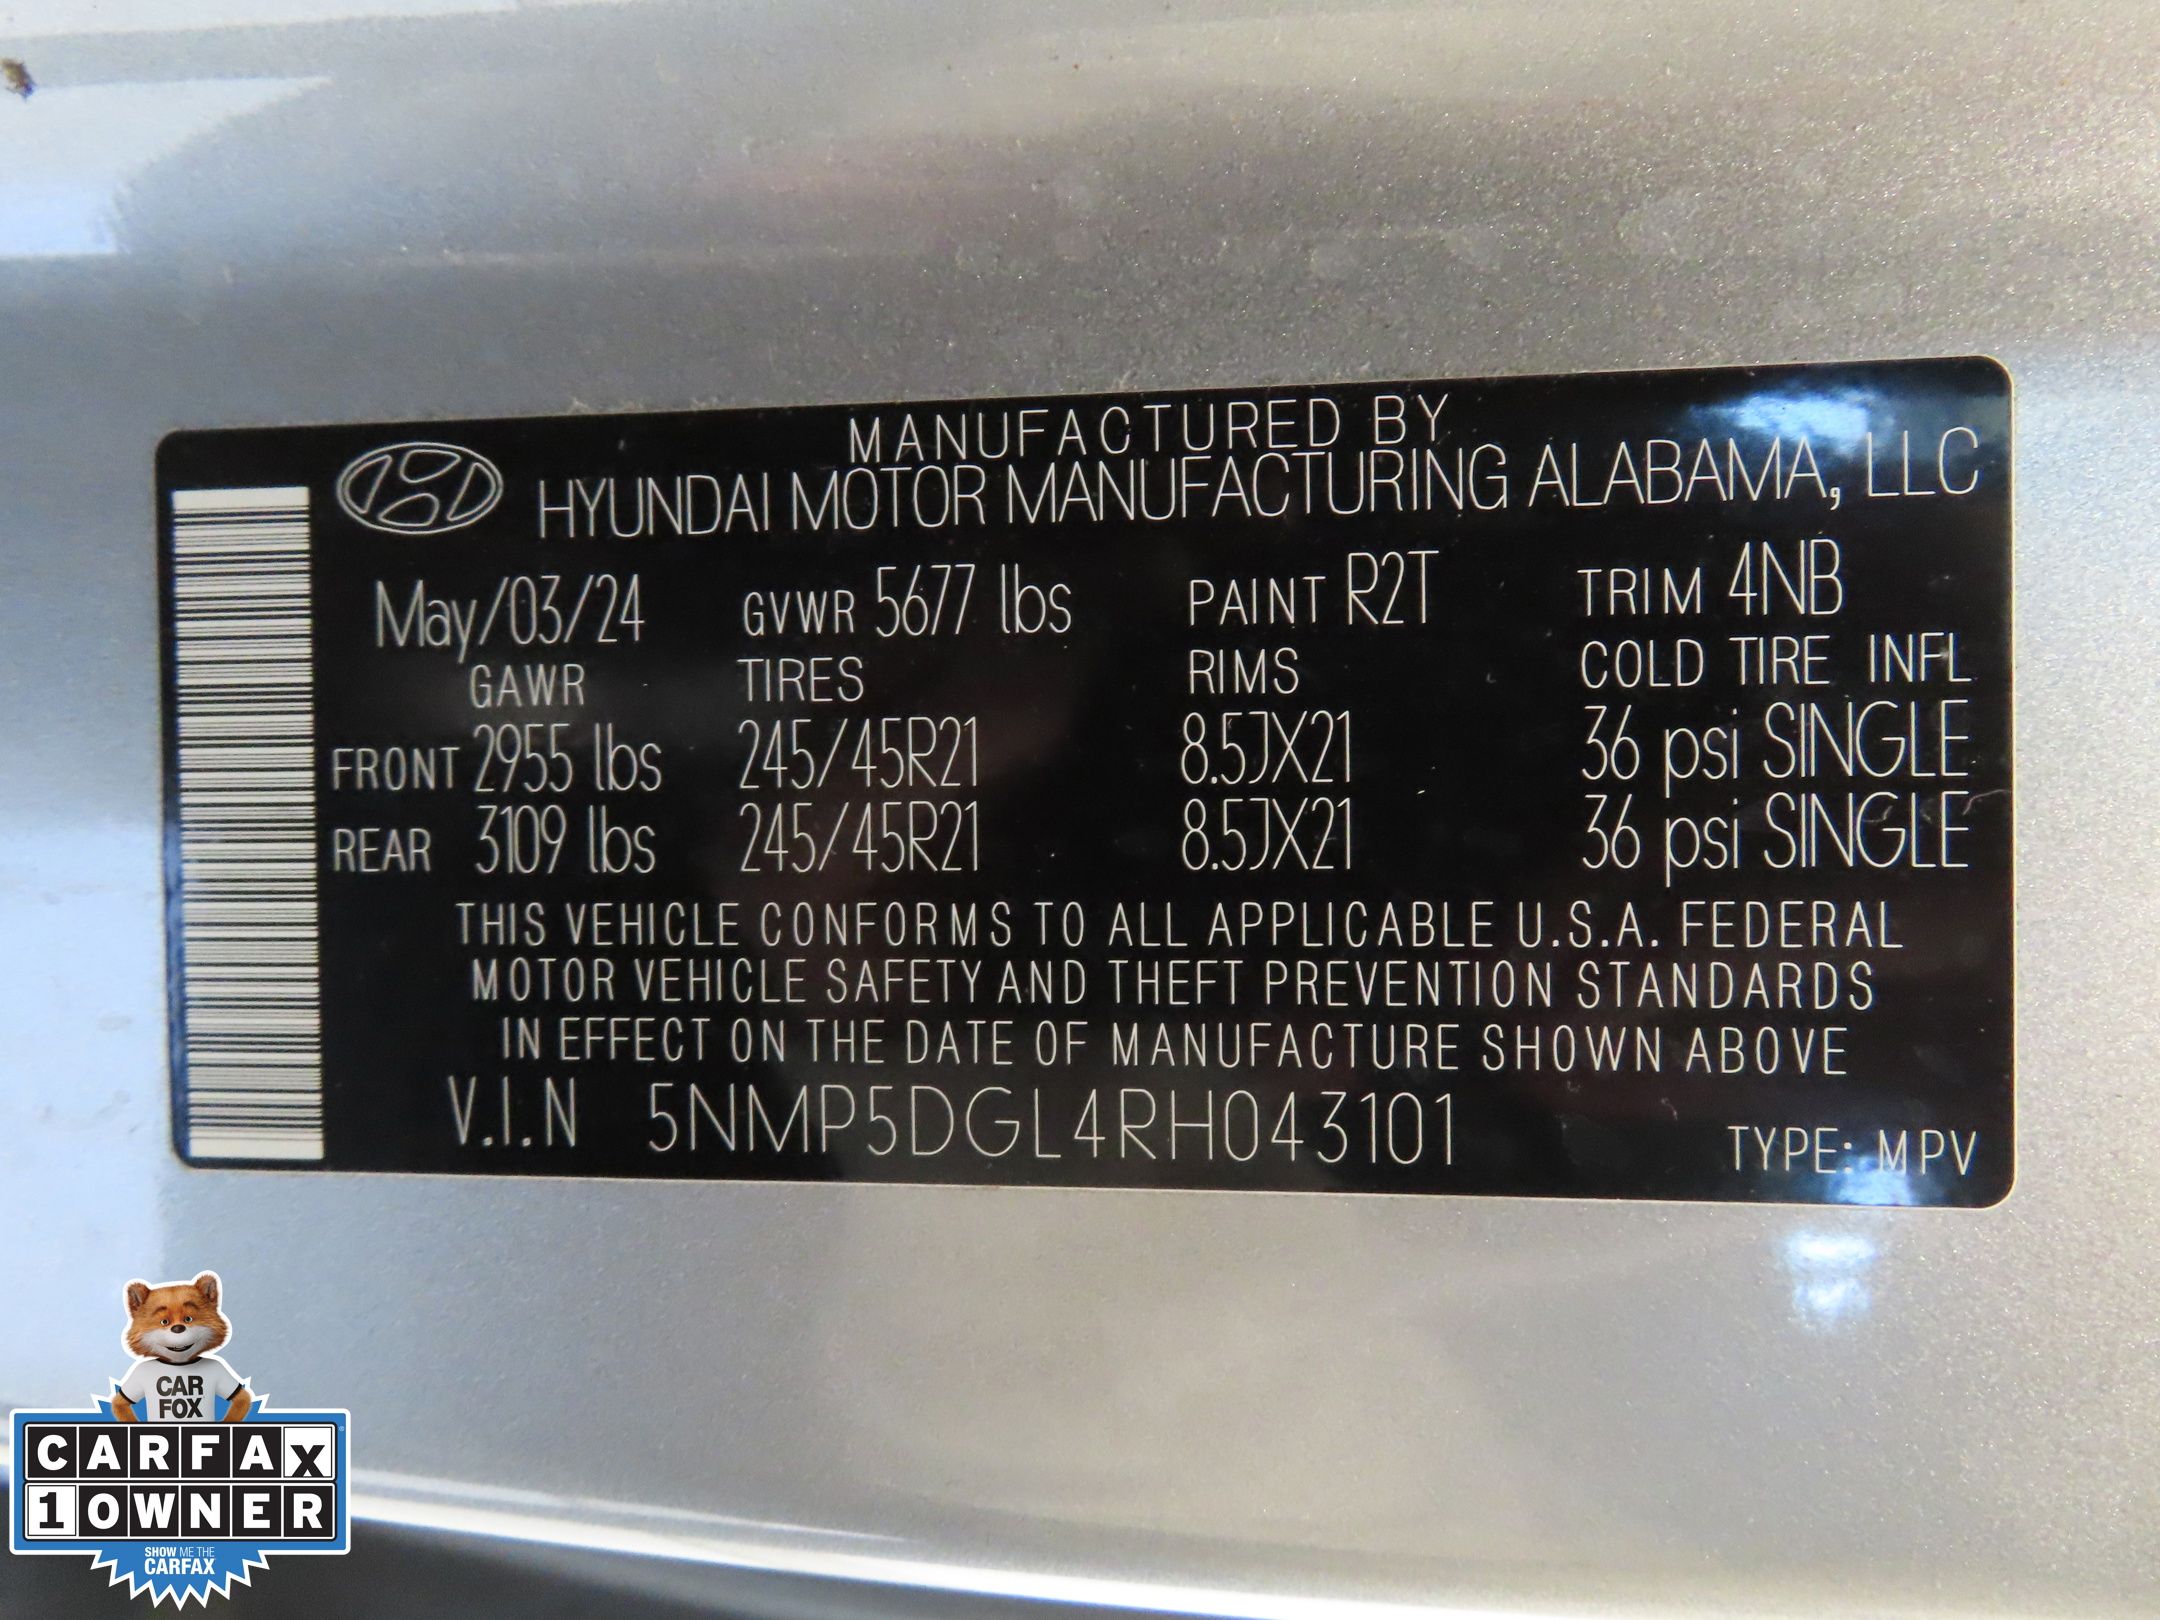 MANUFACTURED BY
HYUNDAI MOTOR MANUFACTURING ALABAMA, LLC
May/03/24 GVWR 5677 lbs PAINT R2T TRIM 4NB
GAWR TIRES RIMS COLD TIRE INFL
FRONT 2955 lbs 245/45R21 8.5JX21 36 psi SINGLE
REAR 3109 lbs 245/45R21 8.5JX21 36 psi SINGLE
THIS VEHICLE CONFORMS TO ALL APPLICABLE U.S.A. FEDERAL
MOTOR VEHICLE SAFETY AND THEFT PREVENTION STANDARDS
IN EFFECT ON THE DATE OF MANUFACTURE SHOWN ABOVE
V.I.N 5NMP5DGL4RH043101
TYPE: MPV
CAR
FOX
CARFAX
1 OWNER
SHOW ME THE
CARFAX